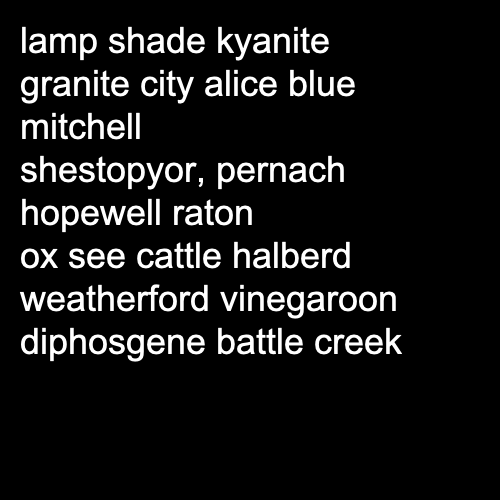 lamp shade kyanite
granite city alice blue
mitchell
shestopyor, pernach
hopewell raton
ox see cattle halberd
weatherford vinegaroon
diphosgene battle creek